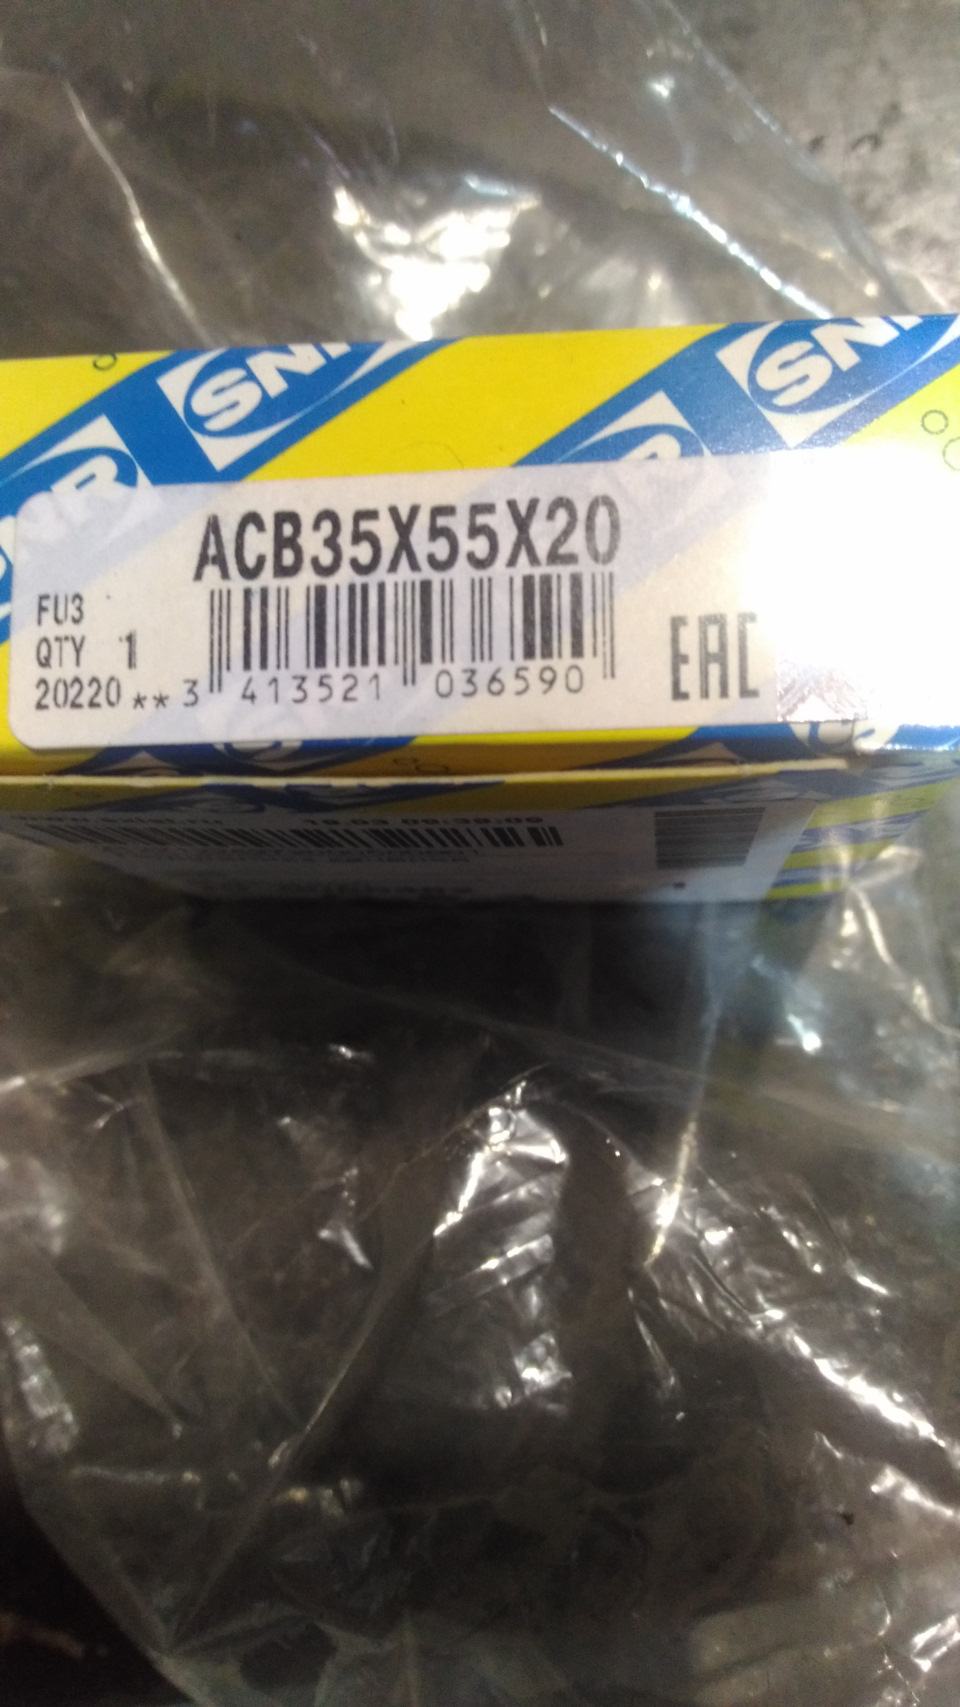 SNR
SNR
ACB35X55X20
FU3
QTY 1
EAC
20220 ** 3 413521 036590